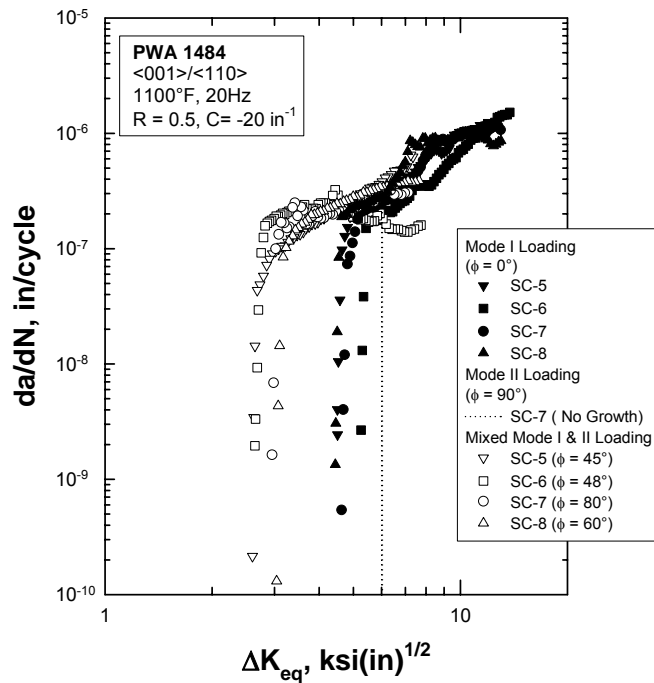 10⁻⁵
PWA 1484
<001>/<110>
1100°F, 20Hz
R = 0.5, C= -20 in⁻¹
10⁻⁶
10⁻⁷
10⁻⁸
10⁻⁹
10⁻¹⁰
da/dN, in/cycle
Mode I Loading
(ϕ = 0°)
SC-5
SC-6
SC-7
SC-8
Mode II Loading
(ϕ = 90°)
SC-7 ( No Growth)
Mixed Mode I & II Loading
SC-5 (ϕ = 45°)
SC-6 (ϕ = 48°)
SC-7 (ϕ = 80°)
SC-8 (ϕ = 60°)
1
10
ΔKeq, ksi(in)¹/²